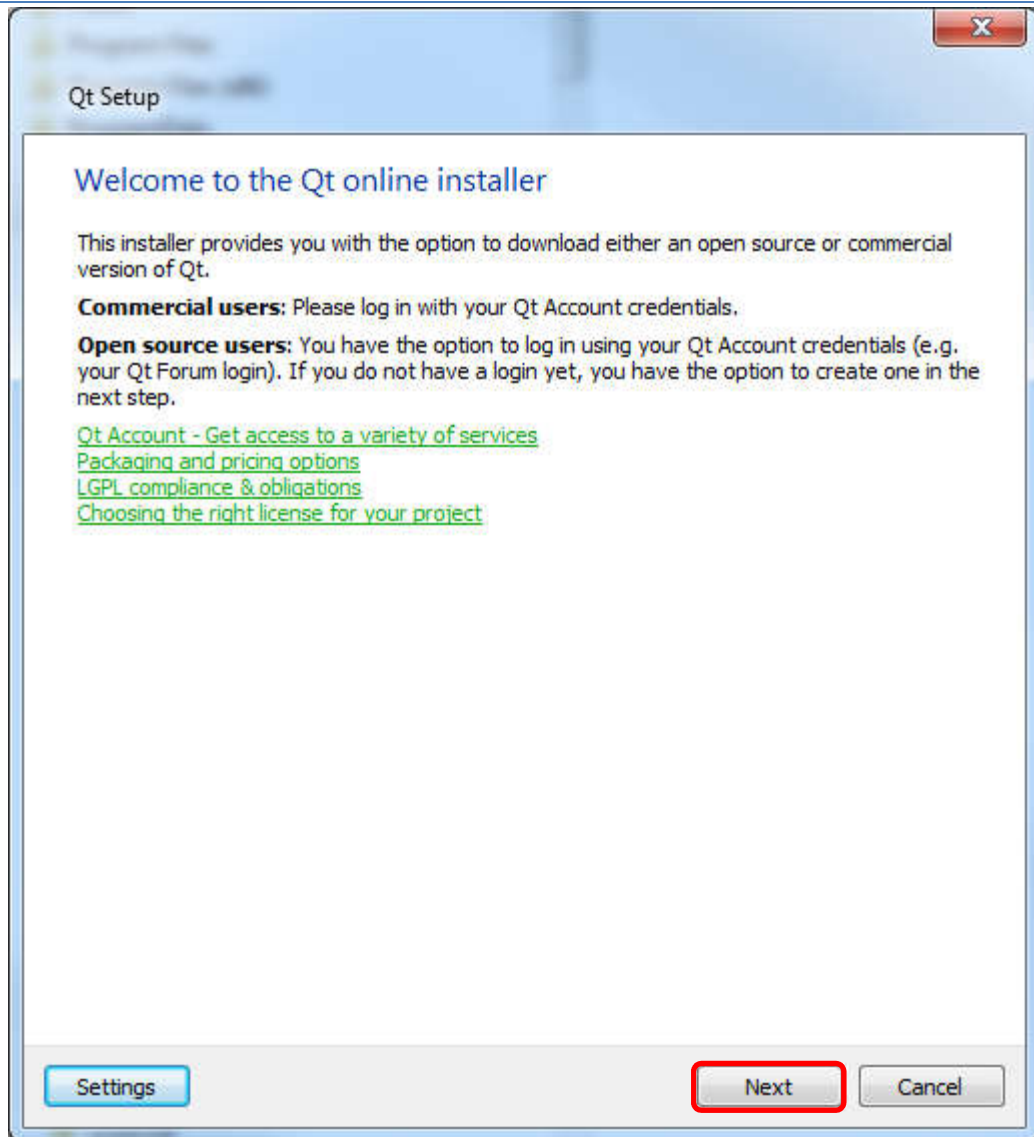 Qt Setup
Welcome to the Qt online installer
This installer provides you with the option to download either an open source or commercial
version of Qt.
Commercial users: Please log in with your Qt Account credentials.
Open source users: You have the option to log in using your Qt Account credentials (e.g.
your Qt Forum login). If you do not have a login yet, you have the option to create one in the
next step.
Qt Account - Get access to a variety of services
Packaging and pricing options
LGPL compliance & obligations
Choosing the right license for your project
Settings
Next
Cancel